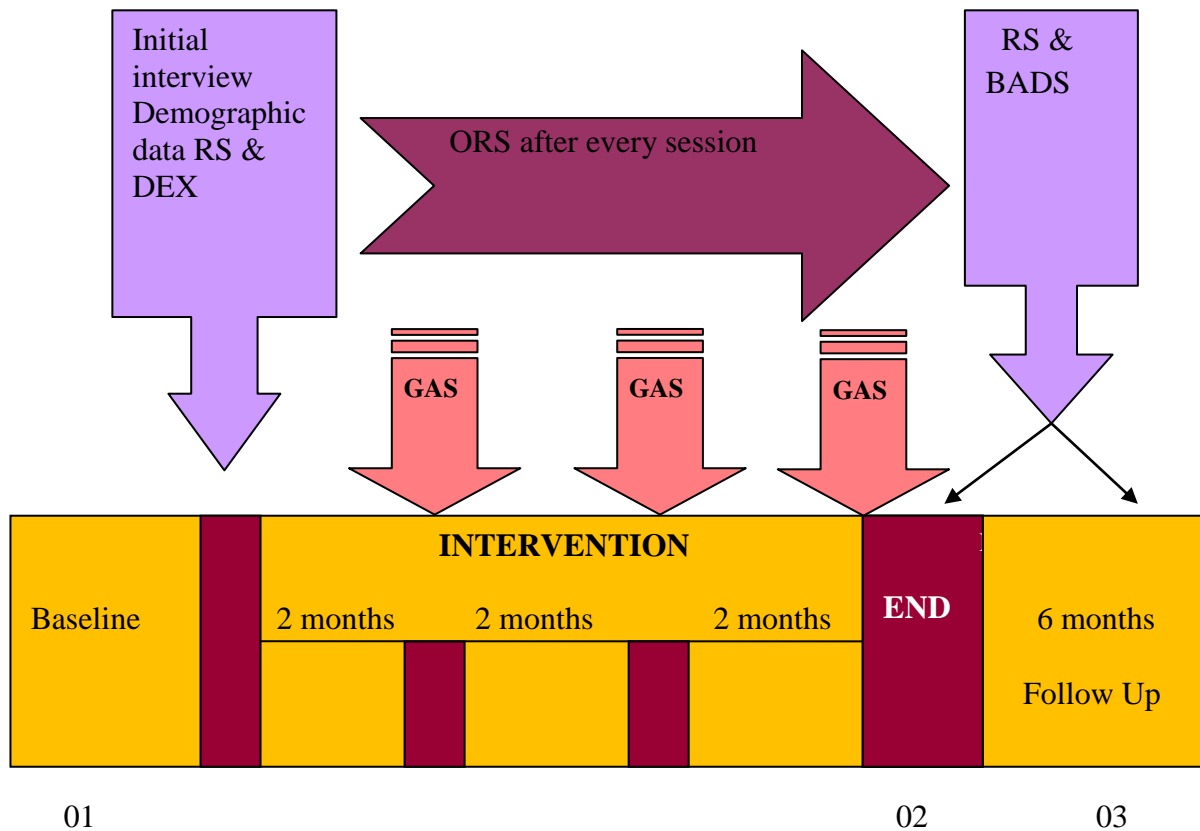 Initial
interview
Demographic
data RS &
DEX
ORS after every session
RS &
BADS
GAS
GAS
GAS
INTERVENTION
Baseline
2 months
2 months
2 months
END
6 months
Follow Up
01
02
03